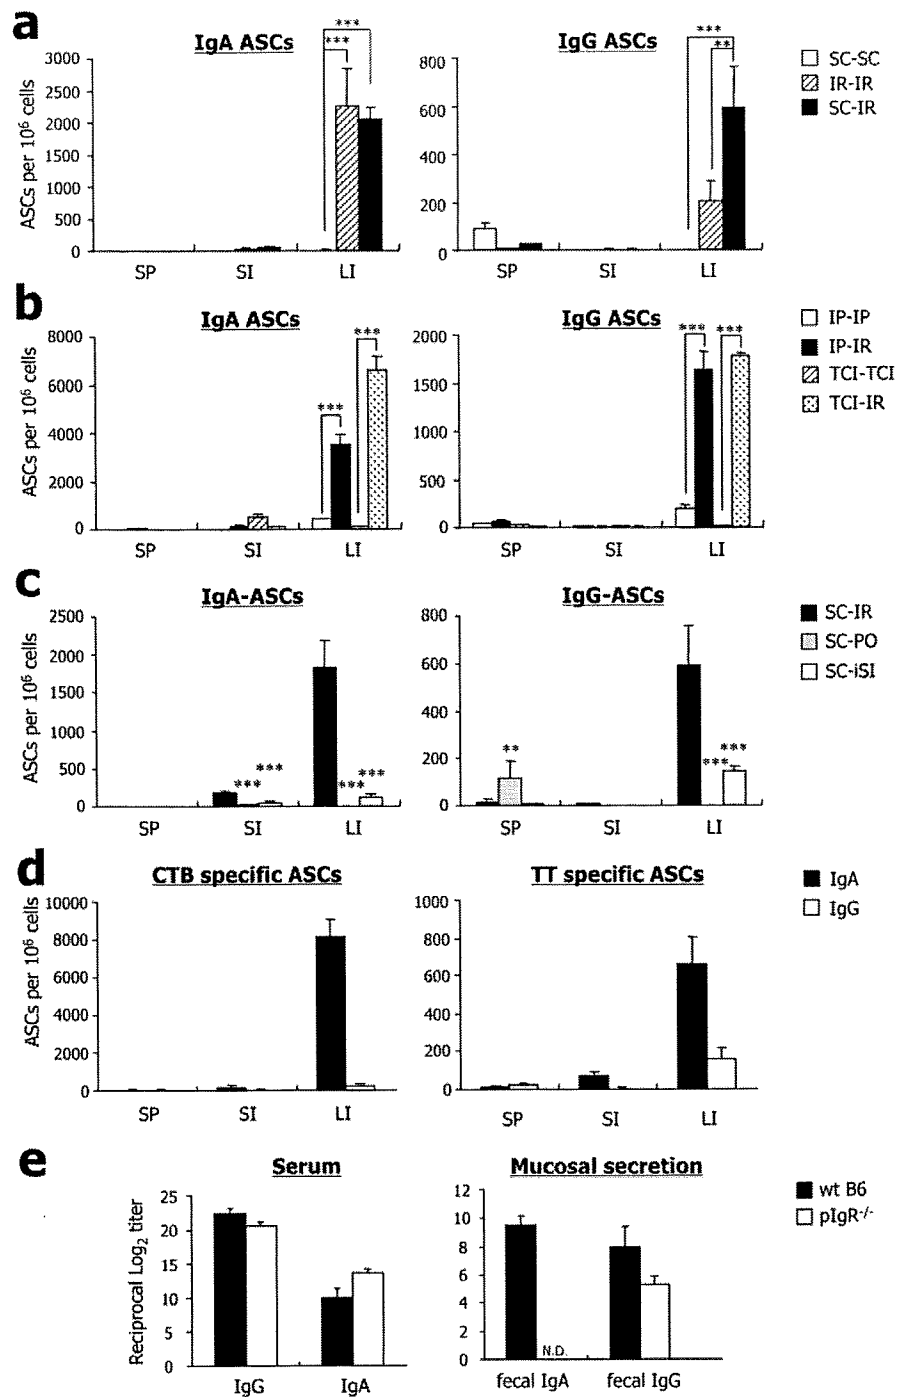 a
IgA ASCs
IgG ASCs
ASCs per 10⁶ cells
3000
2500
2000
1500
1000
500
0
SP
SI
LI
***
***
800
600
400
200
0
SP
SI
LI
***
**
SC-SC
IR-IR
SC-IR
b
IgA ASCs
IgG ASCs
ASCs per 10⁶ cells
8000
6000
4000
2000
0
SP
SI
LI
***
***
2000
1500
1000
500
0
SP
SI
LI
*** ***
IP-IP
IP-IR
TCI-TCI
TCI-IR
c
IgA-ASCs
IgG-ASCs
ASCs per 10⁶ cells
2500
2000
1500
1000
500
0
SP
SI
LI
***
***
***
***
800
600
400
200
0
SP
SI
LI
**
***
***
SC-IR
SC-PO
SC-iSI
d
CTB specific ASCs
TT specific ASCs
ASCs per 10⁶ cells
10000
8000
6000
4000
2000
0
SP
SI
LI
1000
800
600
400
200
0
SP
SI
LI
IgA
IgG
e
Serum
Mucosal secretion
Reciprocal Log₂ titer
25
20
15
10
5
0
IgG
IgA
12
10
8
6
4
2
0
N.D.
fecal IgA
fecal IgG
wt B6
pIgR⁻/⁻